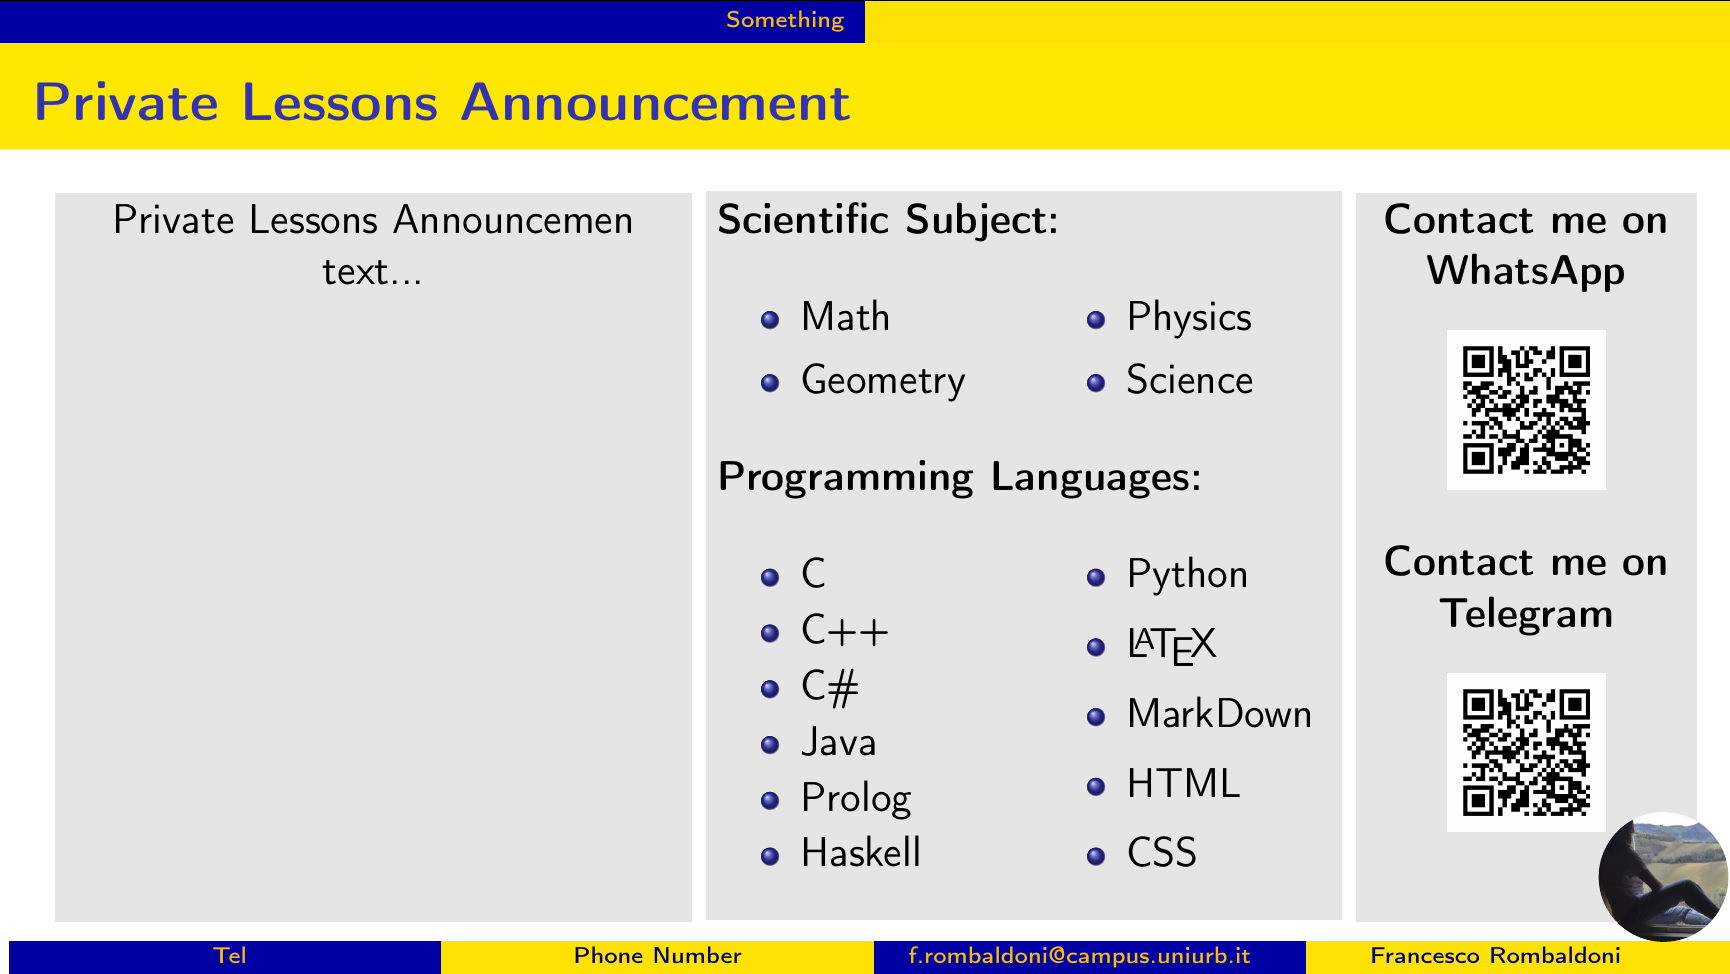 Something
Private Lessons Announcement
Private Lessons Announcemen
text...
Scientific Subject:
Math
Geometry
Physics
Science
Programming Languages:
C
C++
C#
Java
Prolog
Haskell
Python
LATEX
MarkDown
HTML
CSS
Contact me on
WhatsApp
Contact me on
Telegram
Tel
Phone Number
f.rombaldoni@campus.uniurb.it
Francesco Rombaldoni